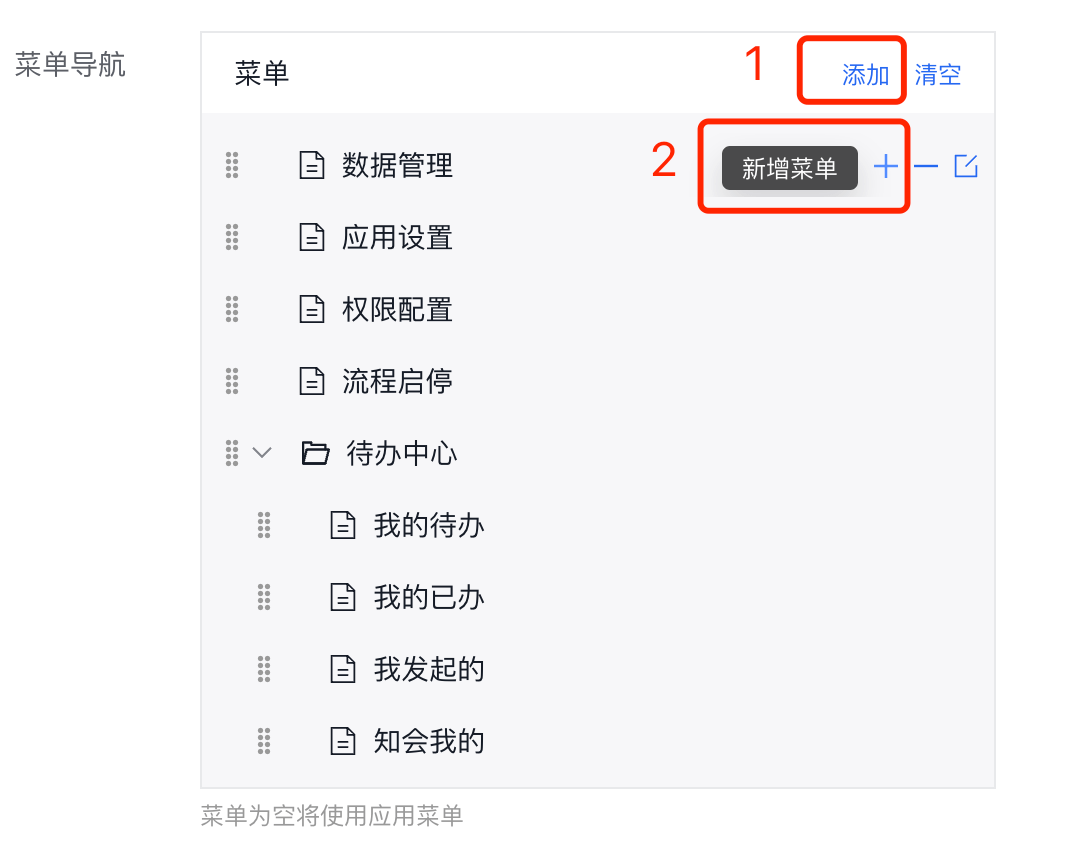 菜单导航
菜单
1
添加 清空
数据管理
2
新增菜单
应用设置
权限配置
流程启停
待办中心
我的待办
我的已办
我发起的
知会我的
菜单为空将使用应用菜单